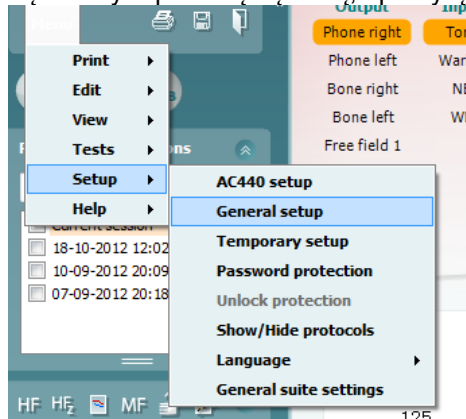 Output
Phone right
Phone left
Bone right
Bone left
Free field 1
Print
Edit
View
Tests
Setup
Help
AC440 setup
General setup
Temporary setup
Password protection
Unlock protection
Show/Hide protocols
Language
General suite settings
Current session
18-10-2012 12:02
10-09-2012 20:09
07-09-2012 20:18
HF HFz MF
125